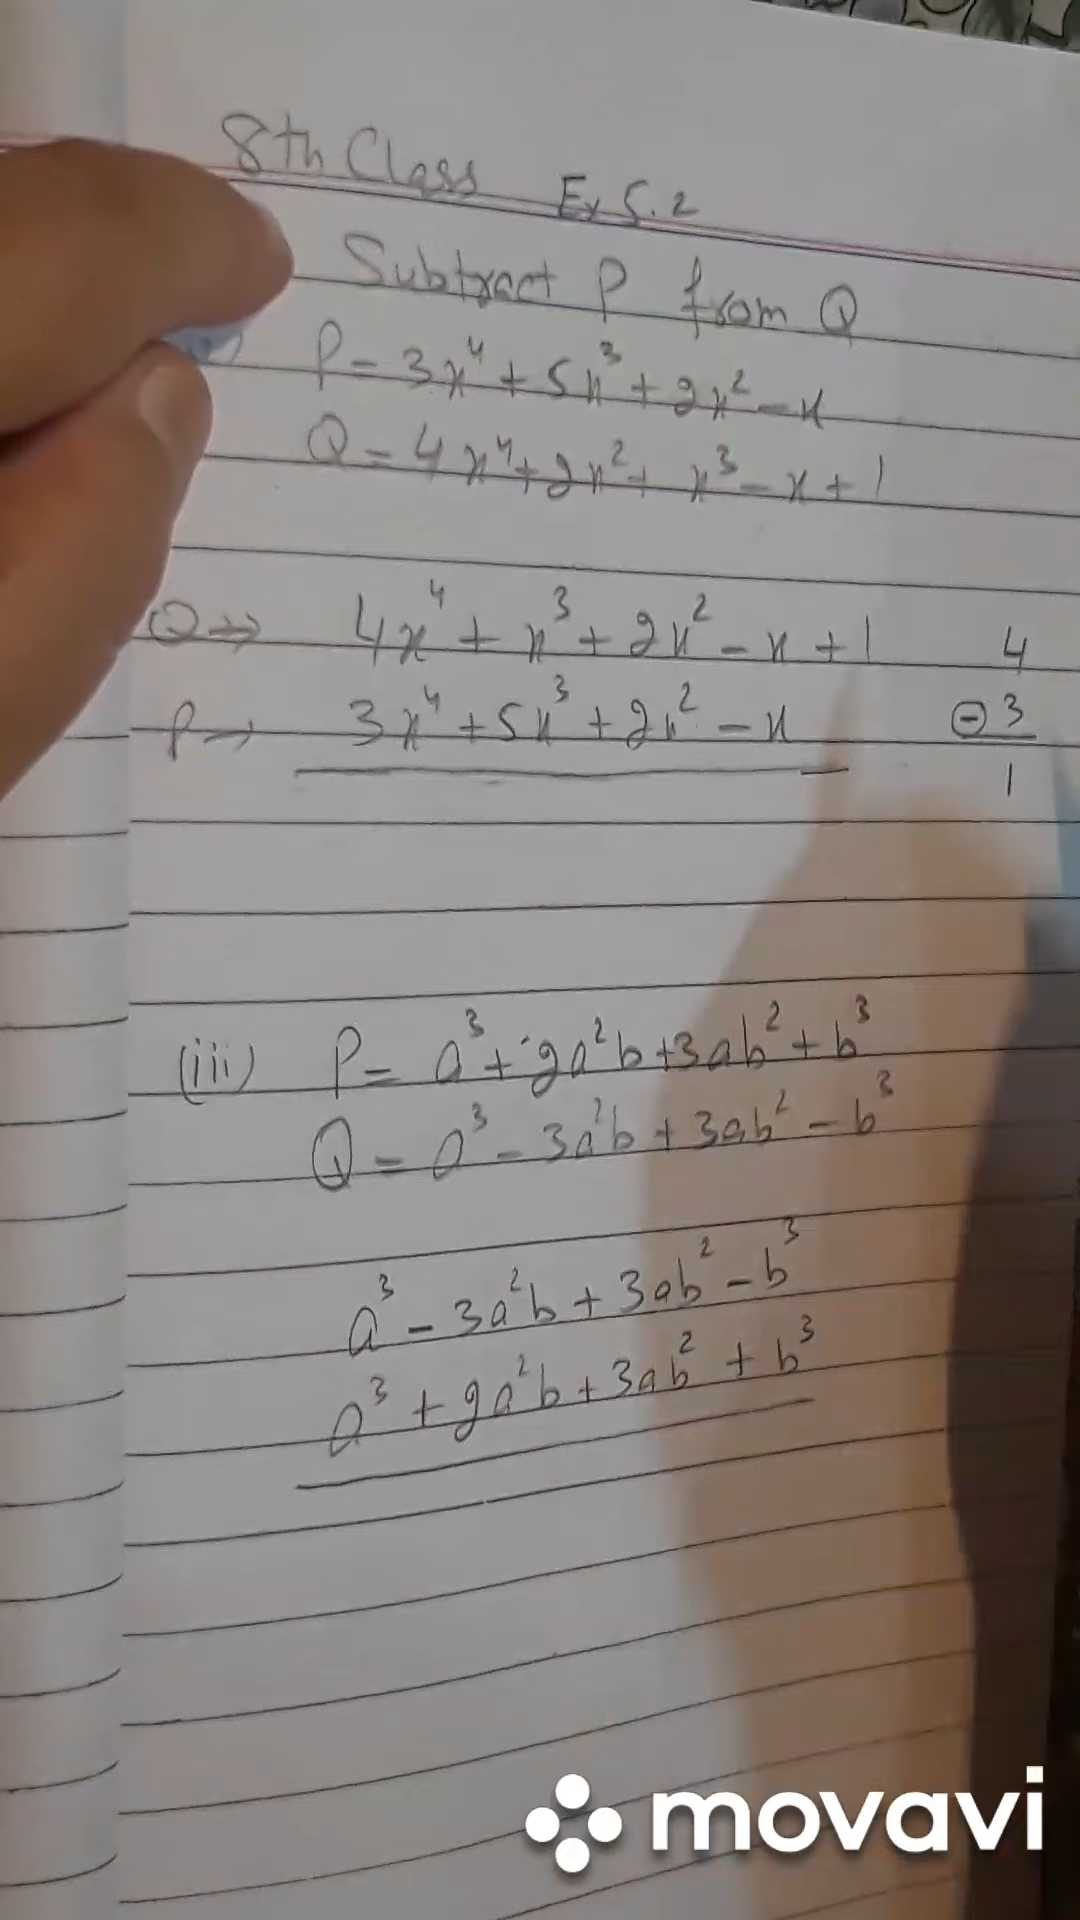 8th Class Ex 5.2
Subtract P from Q
P = 3x⁴ + 5x³ + 2x² - x
Q = 4x⁴ + 2x² + x³ - x + 1
Q → 4x⁴ + x³ + 2x² - x + 1 4
P → 3x⁴ + 5x³ + 2x² - x ⊖ 3
1
(iii) P = a³ + 2a²b + 3ab² + b³
Q = a³ - 3a²b + 3ab² - b³
a³ - 3a²b + 3ab² - b³
a³ + 2a²b + 3ab² + b³
movavi